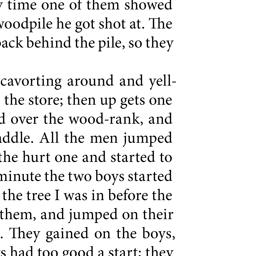 time one of them showed
woodpile he got shot at. The
back behind the pile, so they
cavorting around and yell-
the store; then up gets one
over the wood-rank, and
All the men jumped
the hurt one and started to
minute the two boys started
the tree I was in before the
them, and jumped on their
They gained on the boys,
had too good a start; they